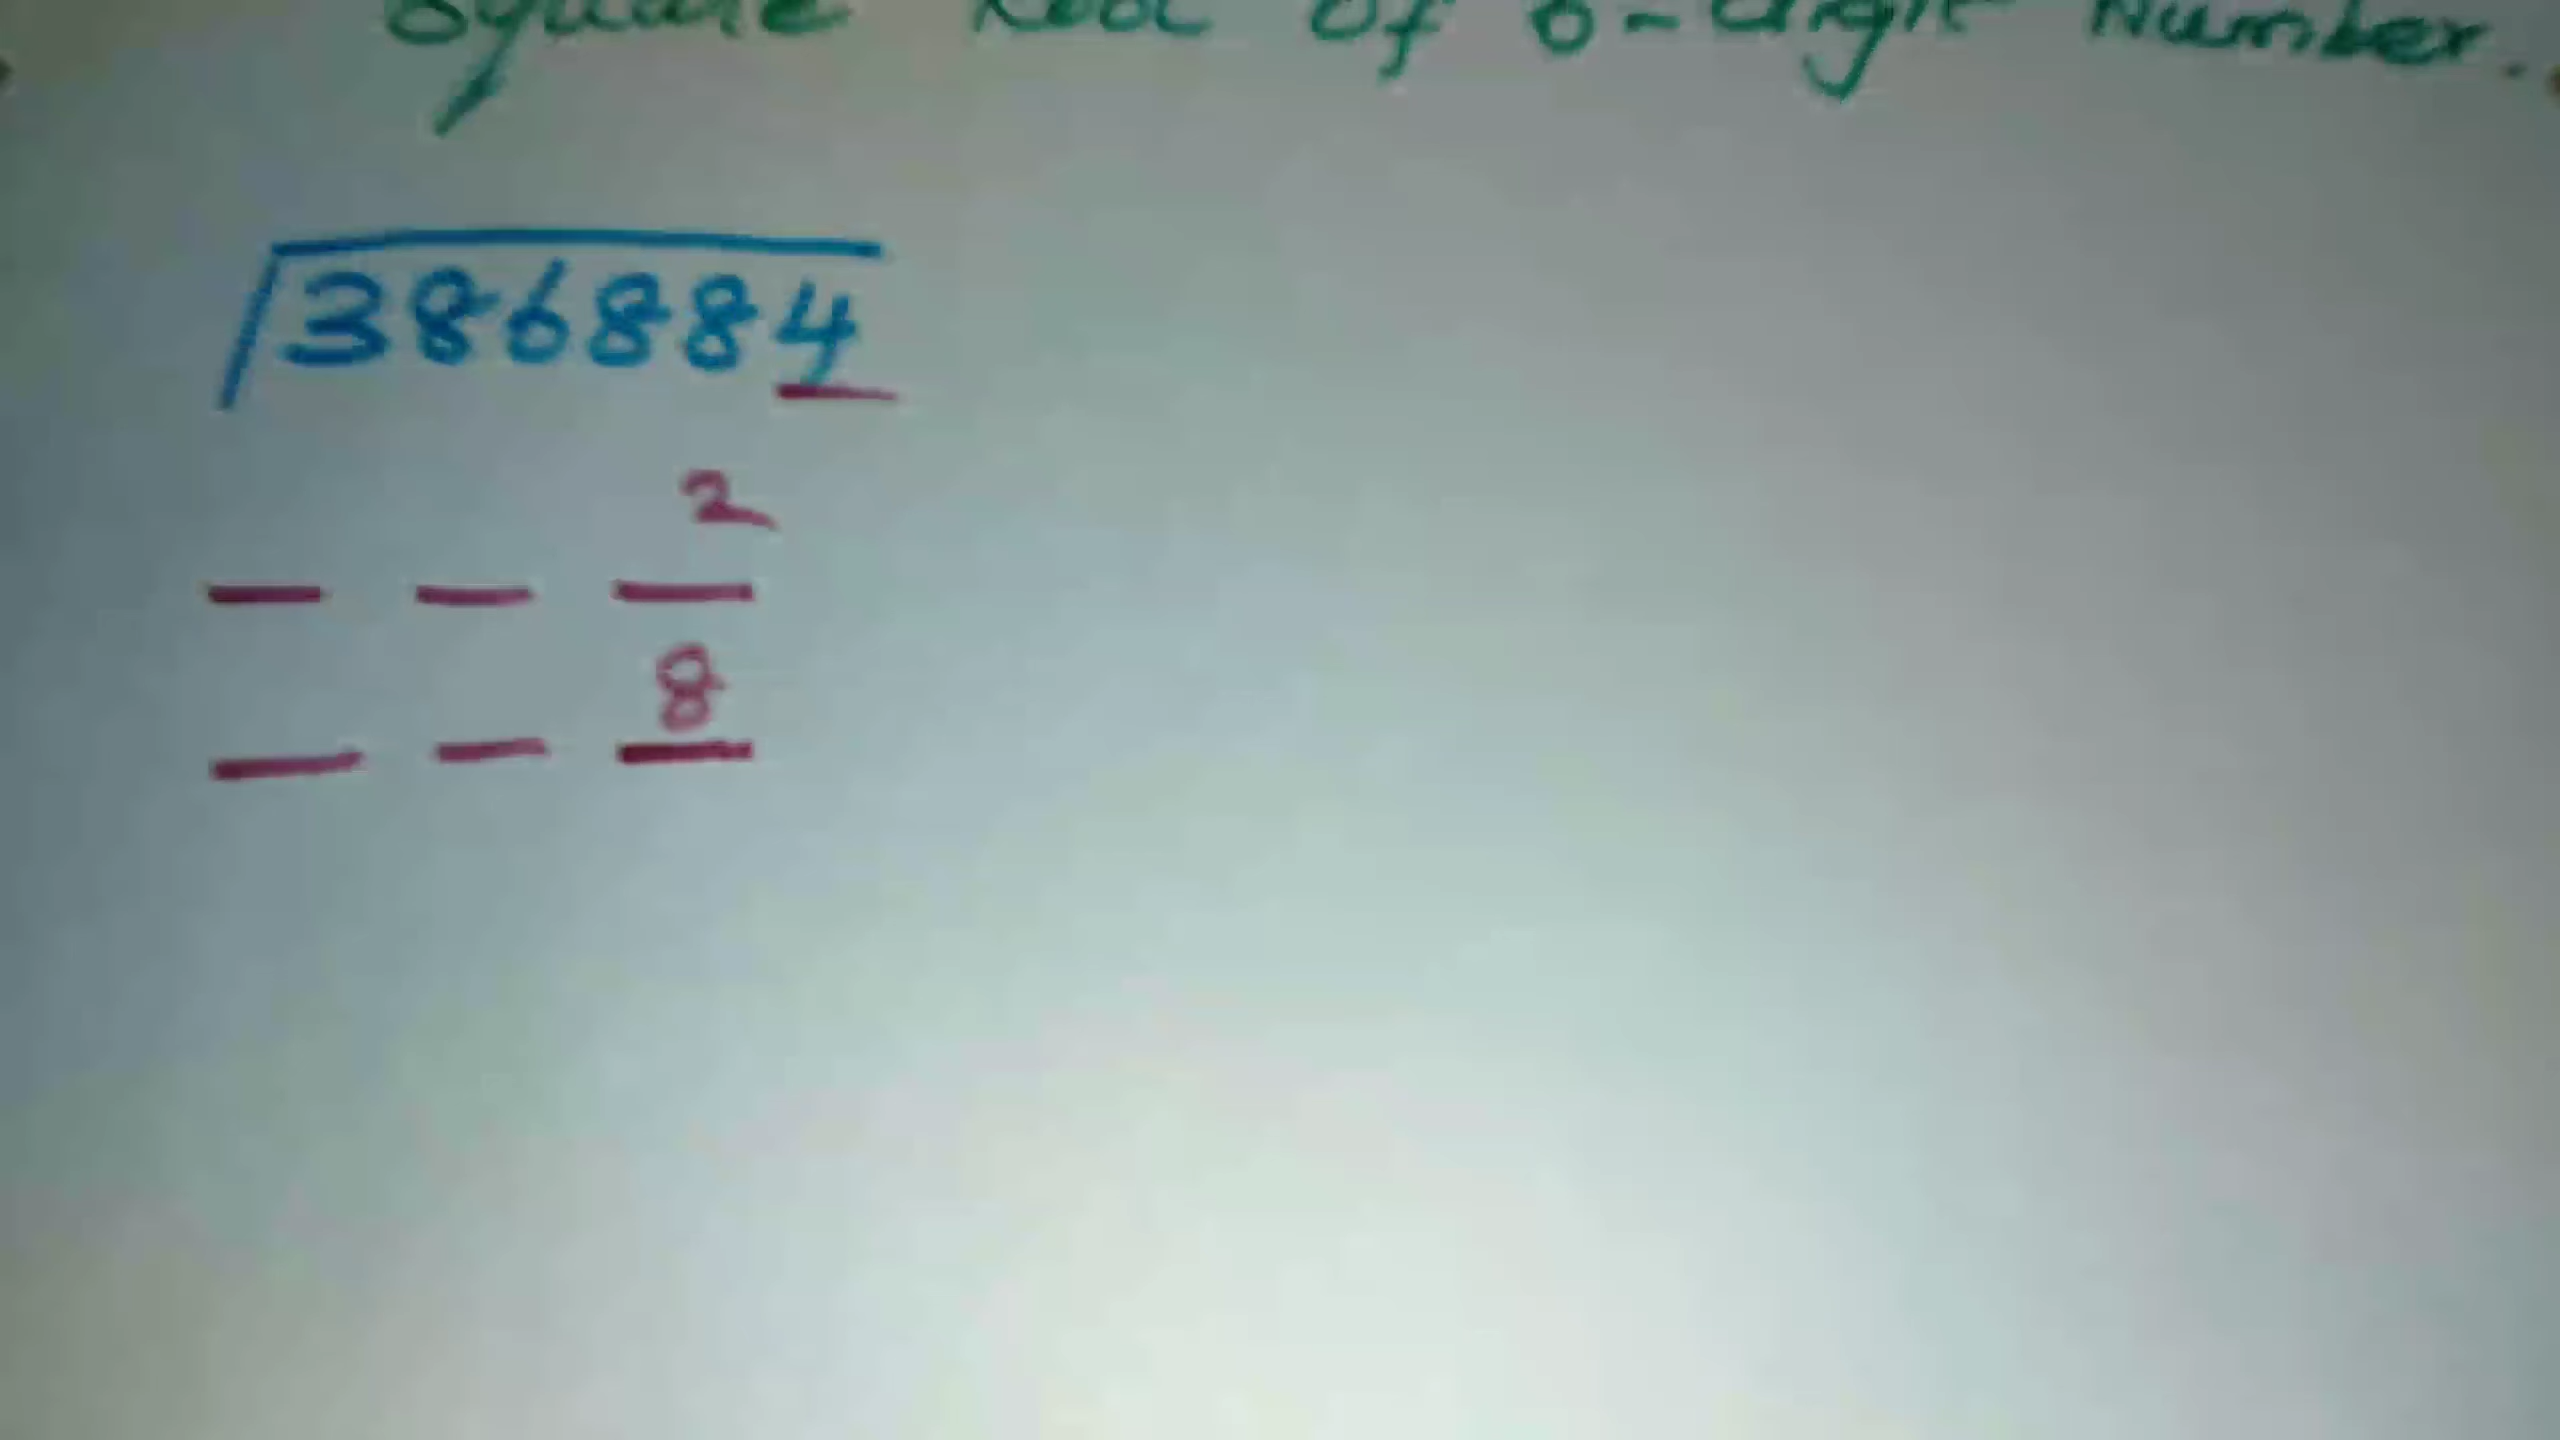 Square Root Of 6-digit Number.
√386884
2
_ _ _
8
_ _ _